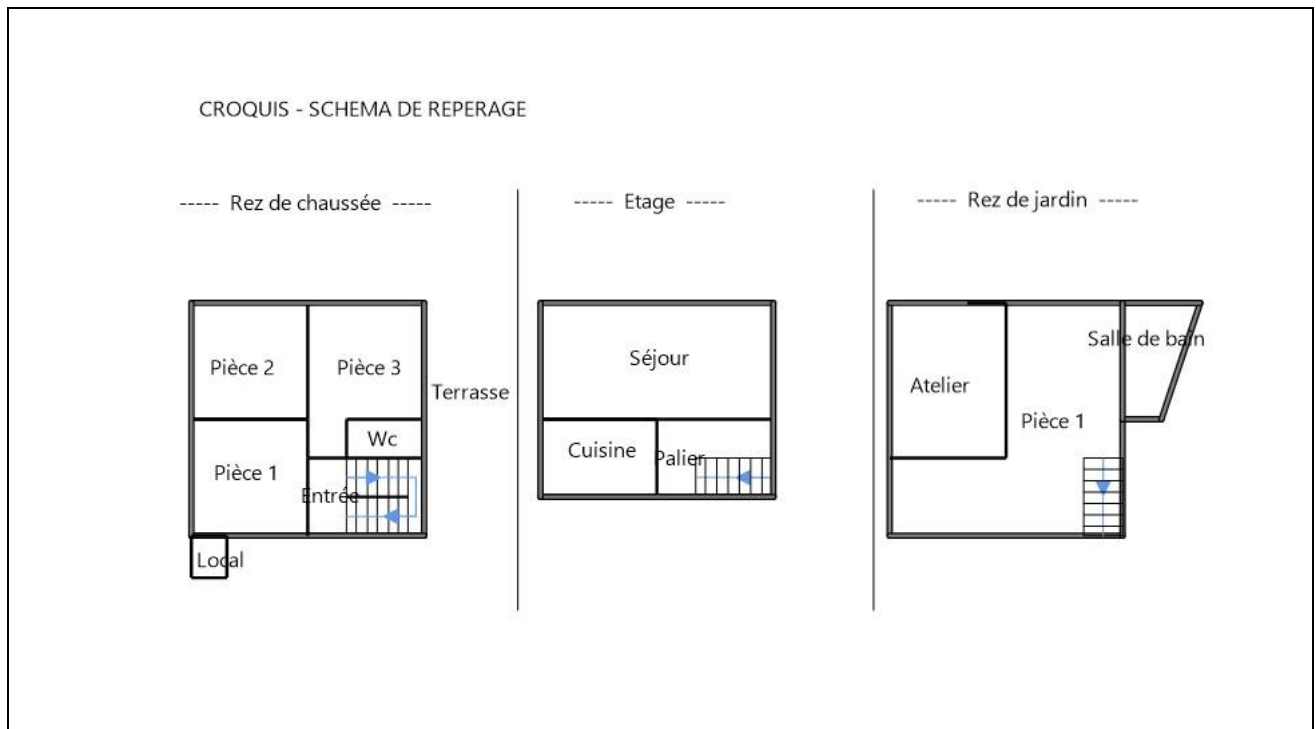 CROQUIS - SCHEMA DE REPERAGE
----- Rez de chaussée -----
Pièce 2
Pièce 3
Terrasse
Wc
Pièce 1
Entrée
Local
----- Etage -----
Séjour
Cuisine
Palier
----- Rez de jardin -----
Salle de bain
Atelier
Pièce 1